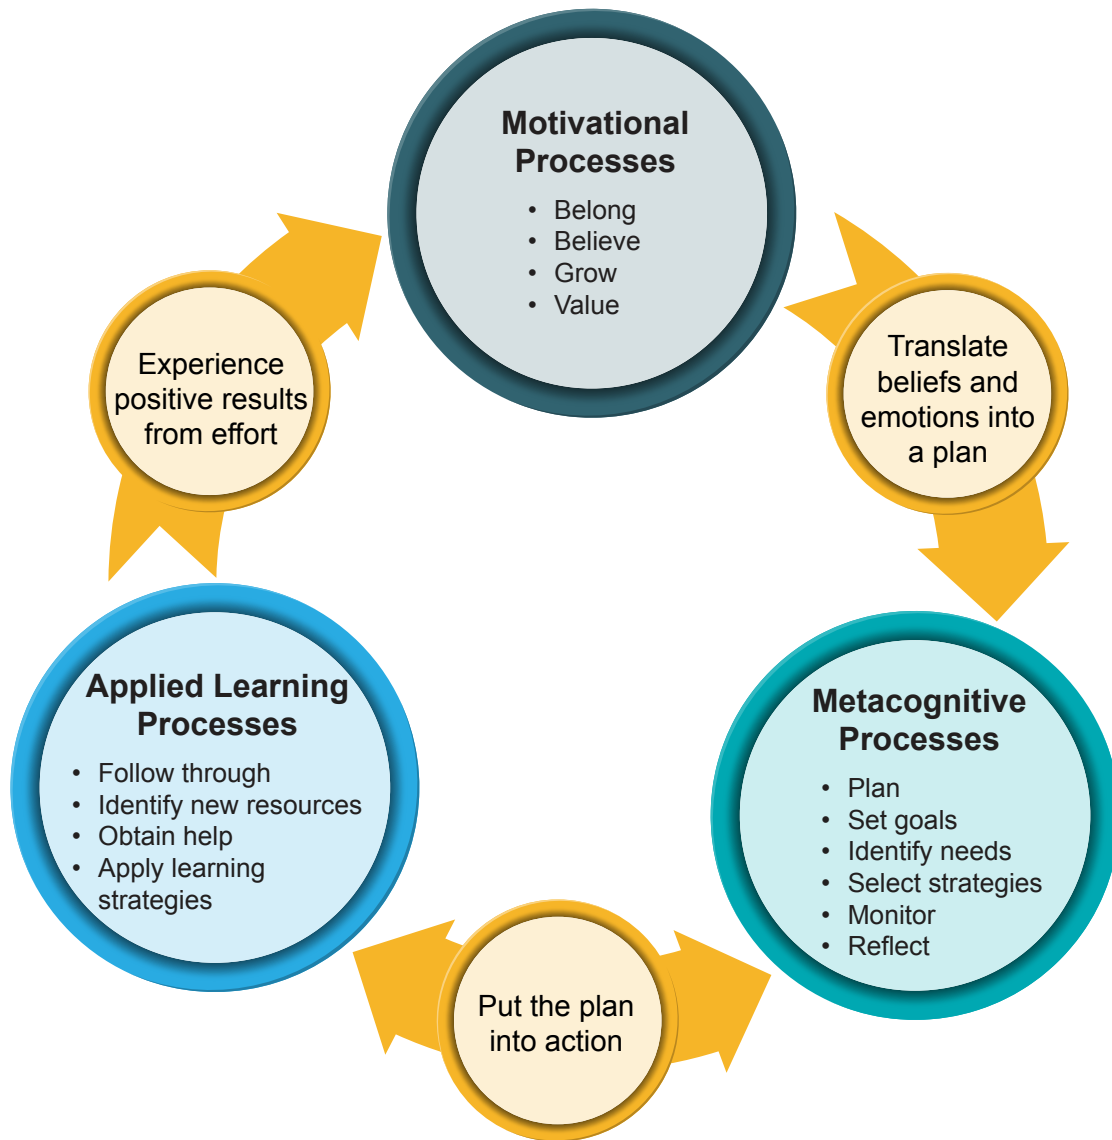 Motivational
Processes
• Belong
• Believe
• Grow
• Value
Translate
beliefs and
emotions into
a plan
Metacognitive
Processes
• Plan
• Set goals
• Identify needs
• Select strategies
• Monitor
• Reflect
Put the plan
into action
Applied Learning
Processes
• Follow through
• Identify new resources
• Obtain help
• Apply learning
strategies
Experience
positive results
from effort